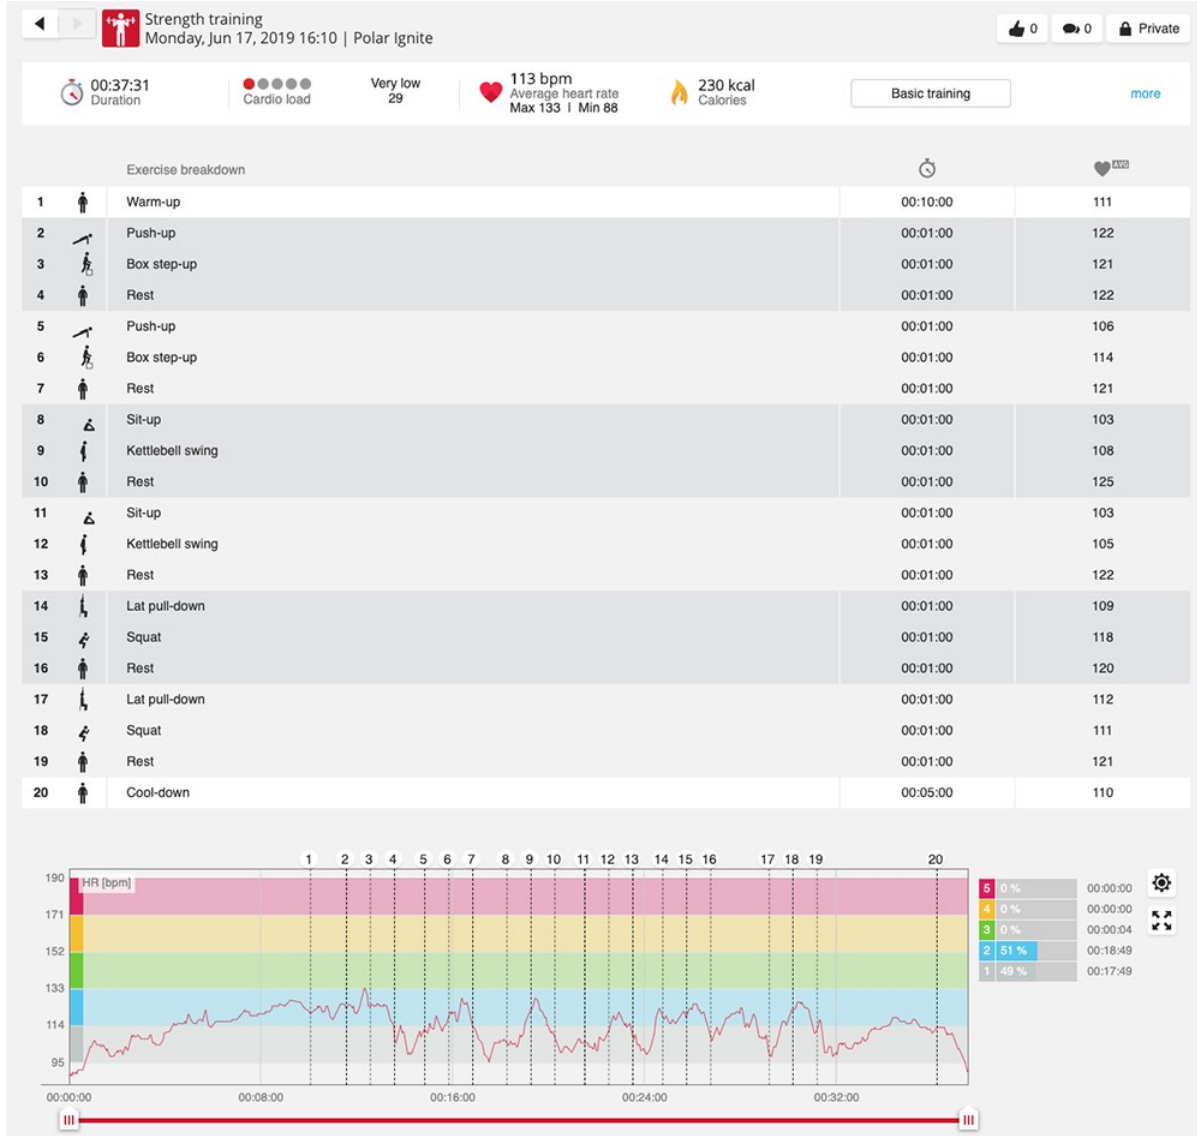 Strength training
Monday, Jun 17, 2019 16:10 | Polar Ignite
0
0
Private
00:37:31
Duration
Cardio load
Very low
29
113 bpm
Average heart rate
Max 133 | Min 88
230 kcal
Calories
Basic training
more
Exercise breakdown
AVG
1 Warm-up 00:10:00 111
2 Push-up 00:01:00 122
3 Box step-up 00:01:00 121
4 Rest 00:01:00 122
5 Push-up 00:01:00 106
6 Box step-up 00:01:00 114
7 Rest 00:01:00 121
8 Sit-up 00:01:00 103
9 Kettlebell swing 00:01:00 108
10 Rest 00:01:00 125
11 Sit-up 00:01:00 103
12 Kettlebell swing 00:01:00 105
13 Rest 00:01:00 122
14 Lat pull-down 00:01:00 109
15 Squat 00:01:00 118
16 Rest 00:01:00 120
17 Lat pull-down 00:01:00 112
18 Squat 00:01:00 111
19 Rest 00:01:00 121
20 Cool-down 00:05:00 110
1 2 3 4 5 6 7 8 9 10 11 12 13 14 15 16 17 18 19 20
HR [bpm]
190
171
152
133
114
95
5 0 % 00:00:00
4 0 % 00:00:00
3 0 % 00:00:04
2 51 % 00:18:49
1 49 % 00:17:49
00:00:00 00:08:00 00:16:00 00:24:00 00:32:00